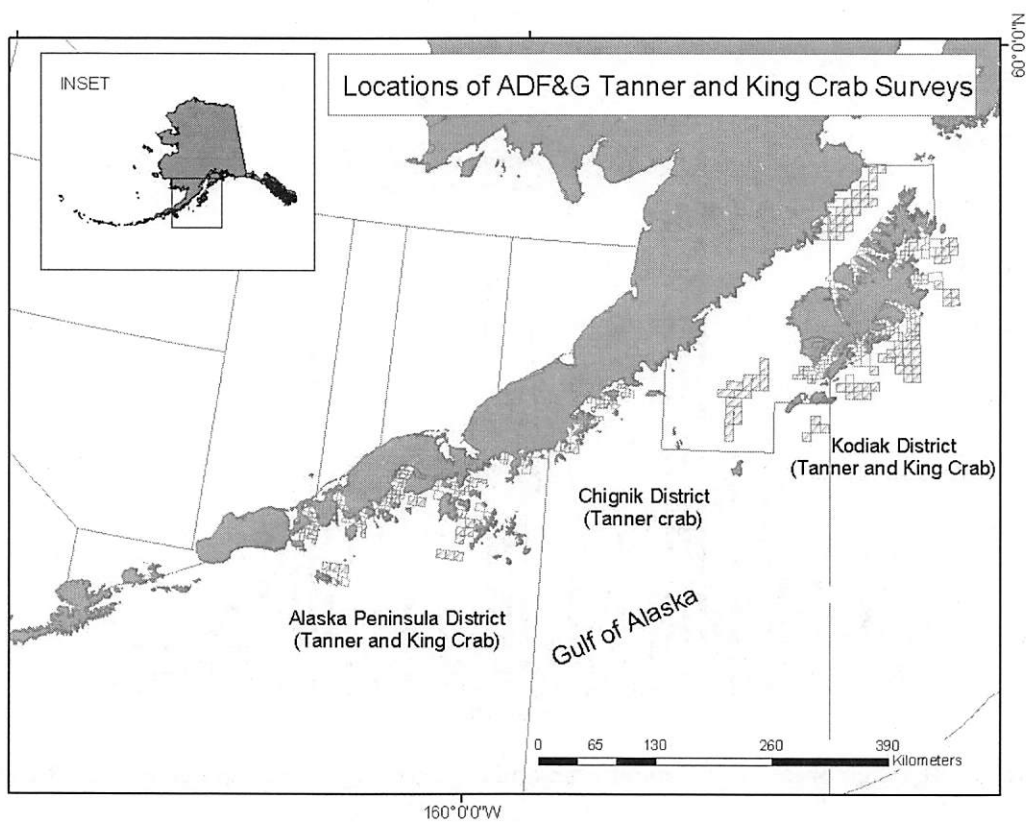 INSET
Locations of ADF&G Tanner and King Crab Surveys
60°0'0"N
Kodiak District
(Tanner and King Crab)
Chignik District
(Tanner crab)
Alaska Peninsula District
(Tanner and King Crab)
Gulf of Alaska
0 65 130 260 390
Kilometers
160°0'0"W